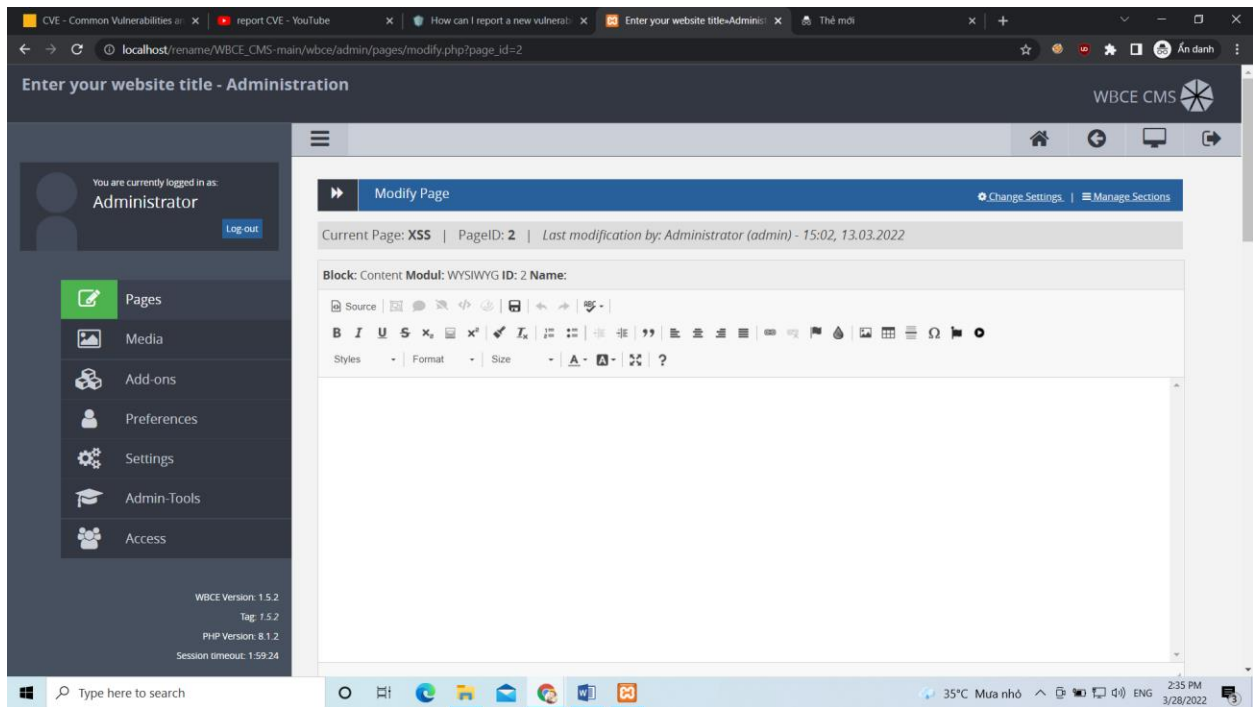 CVE - Common Vulnerabilities an
report CVE - YouTube
How can I report a new vulnerab
Enter your website title»Administ
Thẻ mới
localhost/rename/WBCE_CMS-main/wbce/admin/pages/modify.php?page_id=2
Ẩn danh
Enter your website title - Administration
WBCE CMS
You are currently logged in as:
Administrator
Log-out
Modify Page
Change Settings | Manage Sections
Current Page: XSS | PageID: 2 | Last modification by: Administrator (admin) - 15:02, 13.03.2022
Block: Content Modul: WYSIWYG ID: 2 Name:
Source
B I U S x₂ x² Iₓ Ω
Styles Format Size A A ?
Pages
Media
Add-ons
Preferences
Settings
Admin-Tools
Access
WBCE Version: 1.5.2
Tag: 1.5.2
PHP Version: 8.1.2
Session timeout: 1:59:24
Type here to search
35°C Mưa nhỏ
ENG
2:35 PM
3/28/2022
3